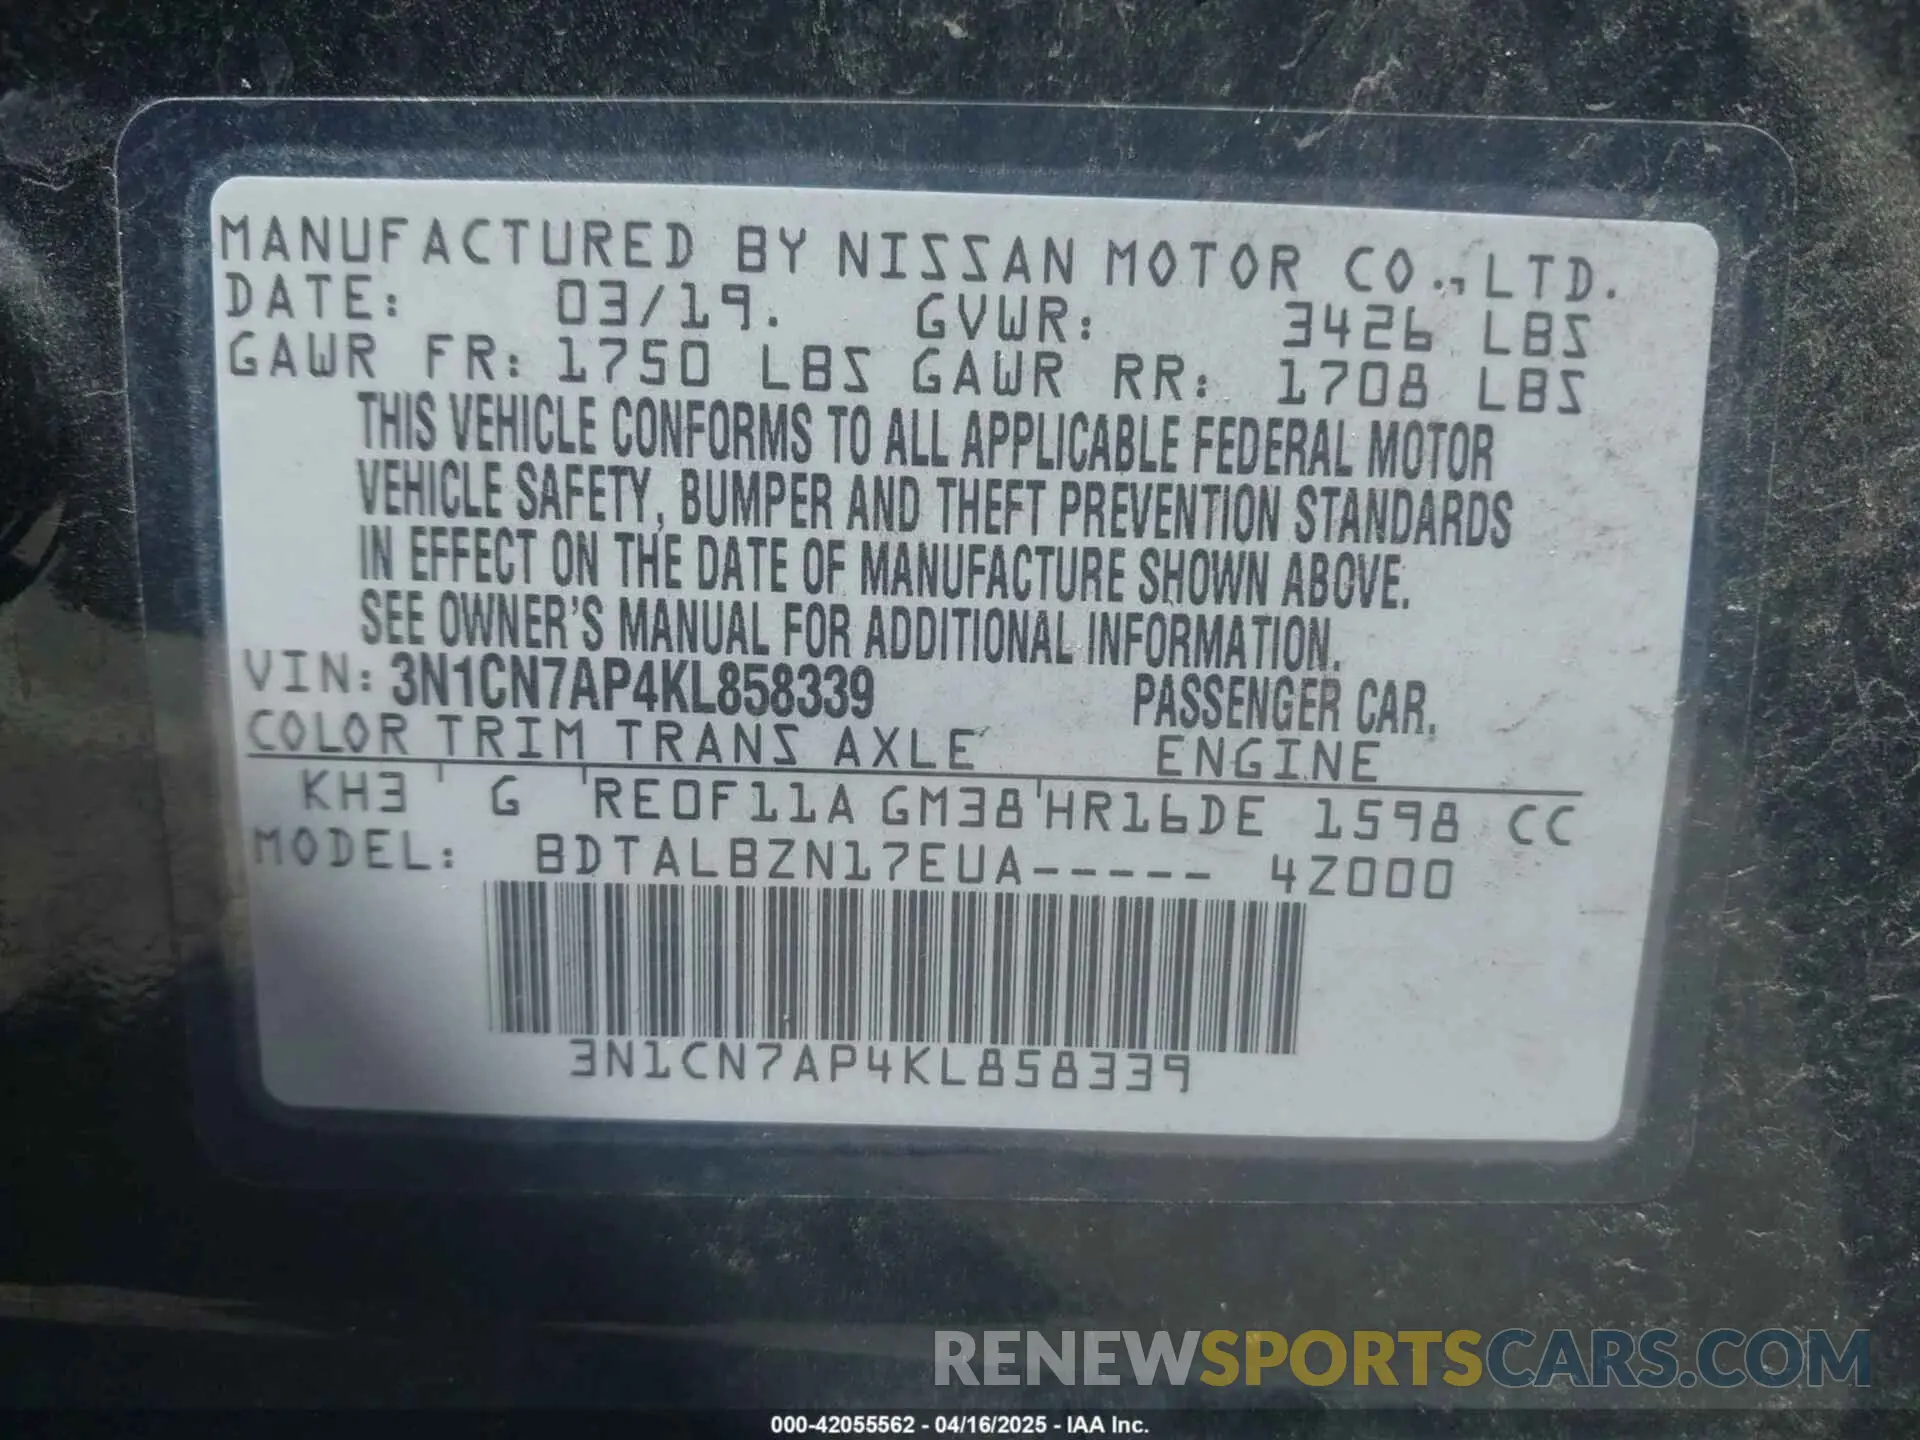 MANUFACTURED BY NISSAN MOTOR CO.,LTD.
DATE: 03/19. GVWR: 3426 LBS
GAWR FR: 1750 LBS GAWR RR: 1708 LBS
THIS VEHICLE CONFORMS TO ALL APPLICABLE FEDERAL MOTOR
VEHICLE SAFETY, BUMPER AND THEFT PREVENTION STANDARDS
IN EFFECT ON THE DATE OF MANUFACTURE SHOWN ABOVE.
SEE OWNER'S MANUAL FOR ADDITIONAL INFORMATION.
VIN: 3N1CN7AP4KL858339 PASSENGER CAR.
COLOR TRIM TRANS AXLE ENGINE
KH3 ' G ' RE0F11A GM38 ' HR16DE 1598 CC
MODEL: BDTALBZN17EUA----- 4Z000
3N1CN7AP4KL858339
RENEWSPORTSCARS.COM
000-42055562 - 04/16/2025 - IAA Inc.